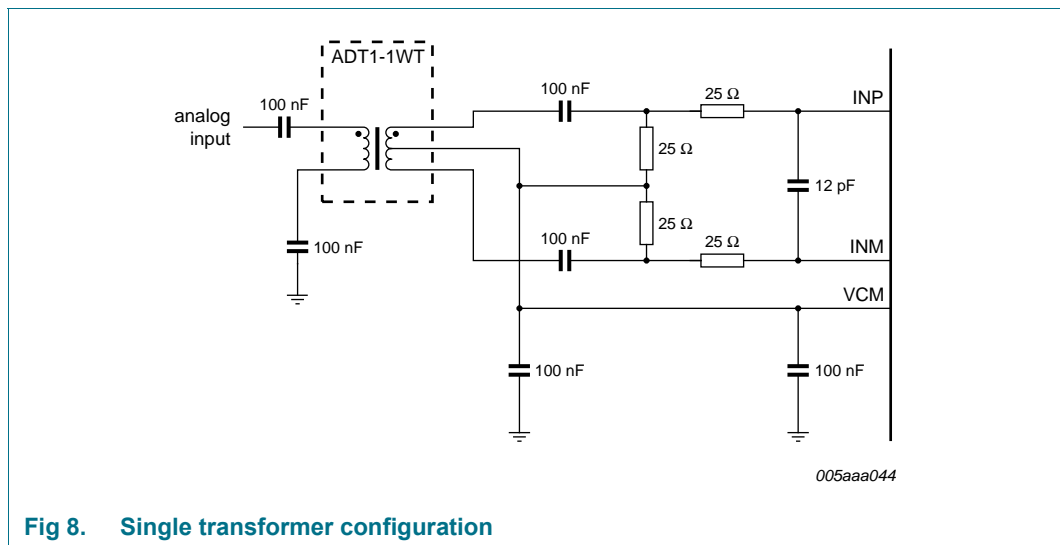 ADT1-1WT
100 nF
analog
input
100 nF
100 nF
25 Ω
INP
25 Ω
12 pF
25 Ω
100 nF
25 Ω
INM
VCM
100 nF
100 nF
005aaa044
Fig 8. Single transformer configuration